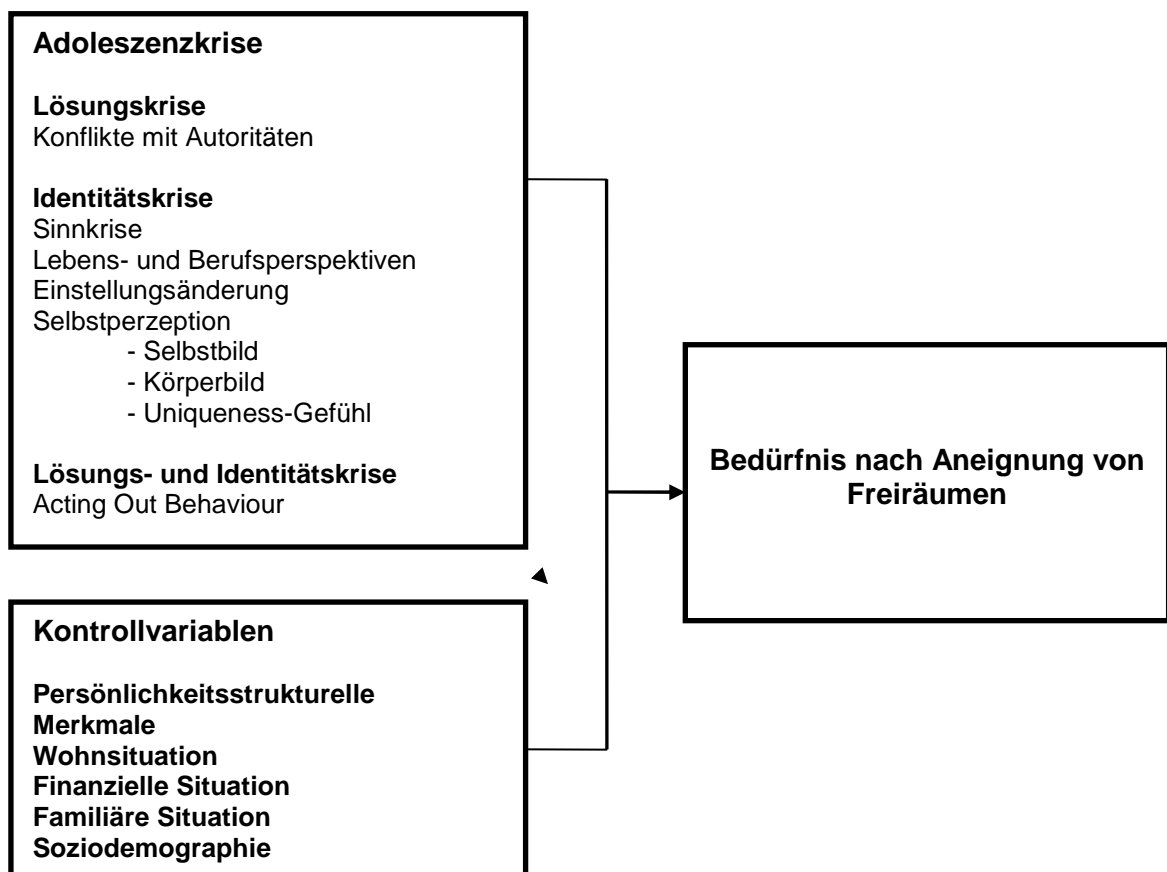 Adoleszenzkrise
Lösungskrise
Konflikte mit Autoritäten
Identitätskrise
Sinnkrise
Lebens- und Berufsperspektiven
Einstellungsänderung
Selbstperzeption
- Selbstbild
- Körperbild
- Uniqueness-Gefühl
Lösungs- und Identitätskrise
Acting Out Behaviour
Bedürfnis nach Aneignung von
Freiräumen
Kontrollvariablen
Persönlichkeitsstrukturelle
Merkmale
Wohnsituation
Finanzielle Situation
Familiäre Situation
Soziodemographie